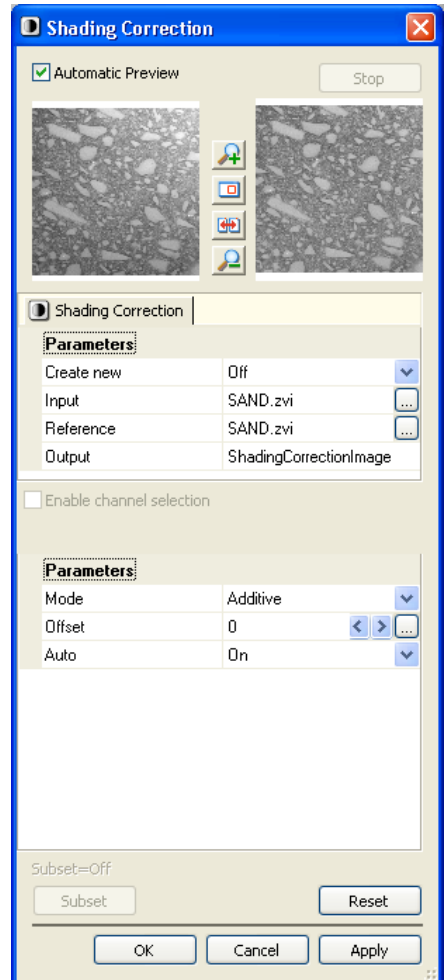 Shading Correction
Automatic Preview
Stop
Shading Correction
Parameters
Create new Off
Input SAND.zvi ...
Reference SAND.zvi ...
Output ShadingCorrectionImage
Enable channel selection
Parameters
Mode Additive
Offset 0 ...
Auto On
Subset=Off
Subset Reset
OK Cancel Apply